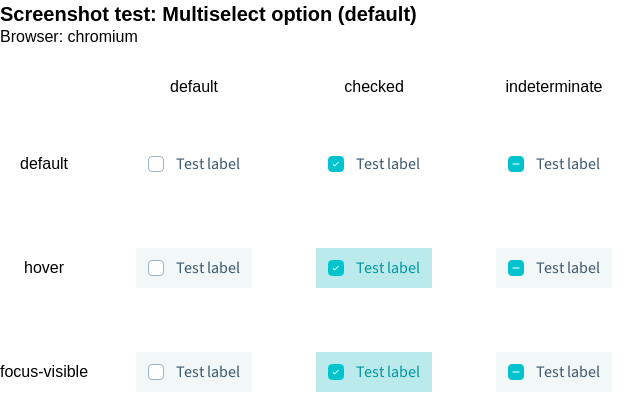 Screenshot test: Multiselect option (default)
Browser: chromium
default checked indeterminate
default Test label Test label Test label
hover Test label Test label Test label
focus-visible Test label Test label Test label